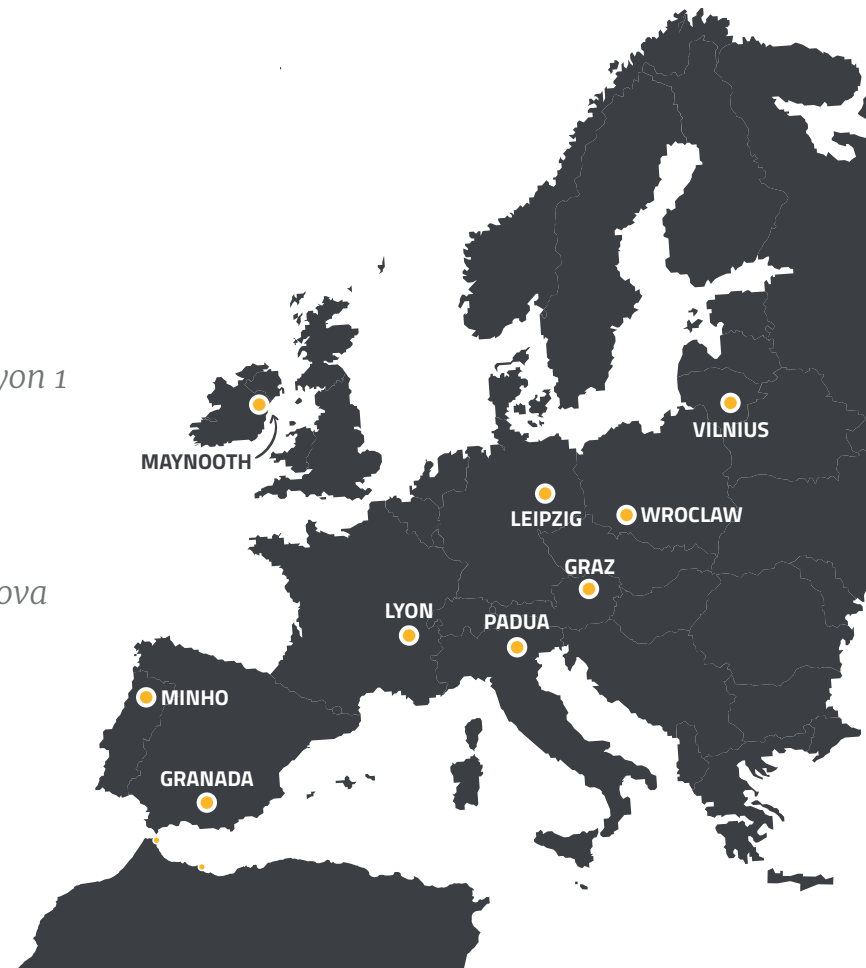 yon 1
VILNIUS
MAYNOOTH
LEIPZIG
WROCLAW
GRAZ
ova
LYON
PADUA
MINHO
GRANADA